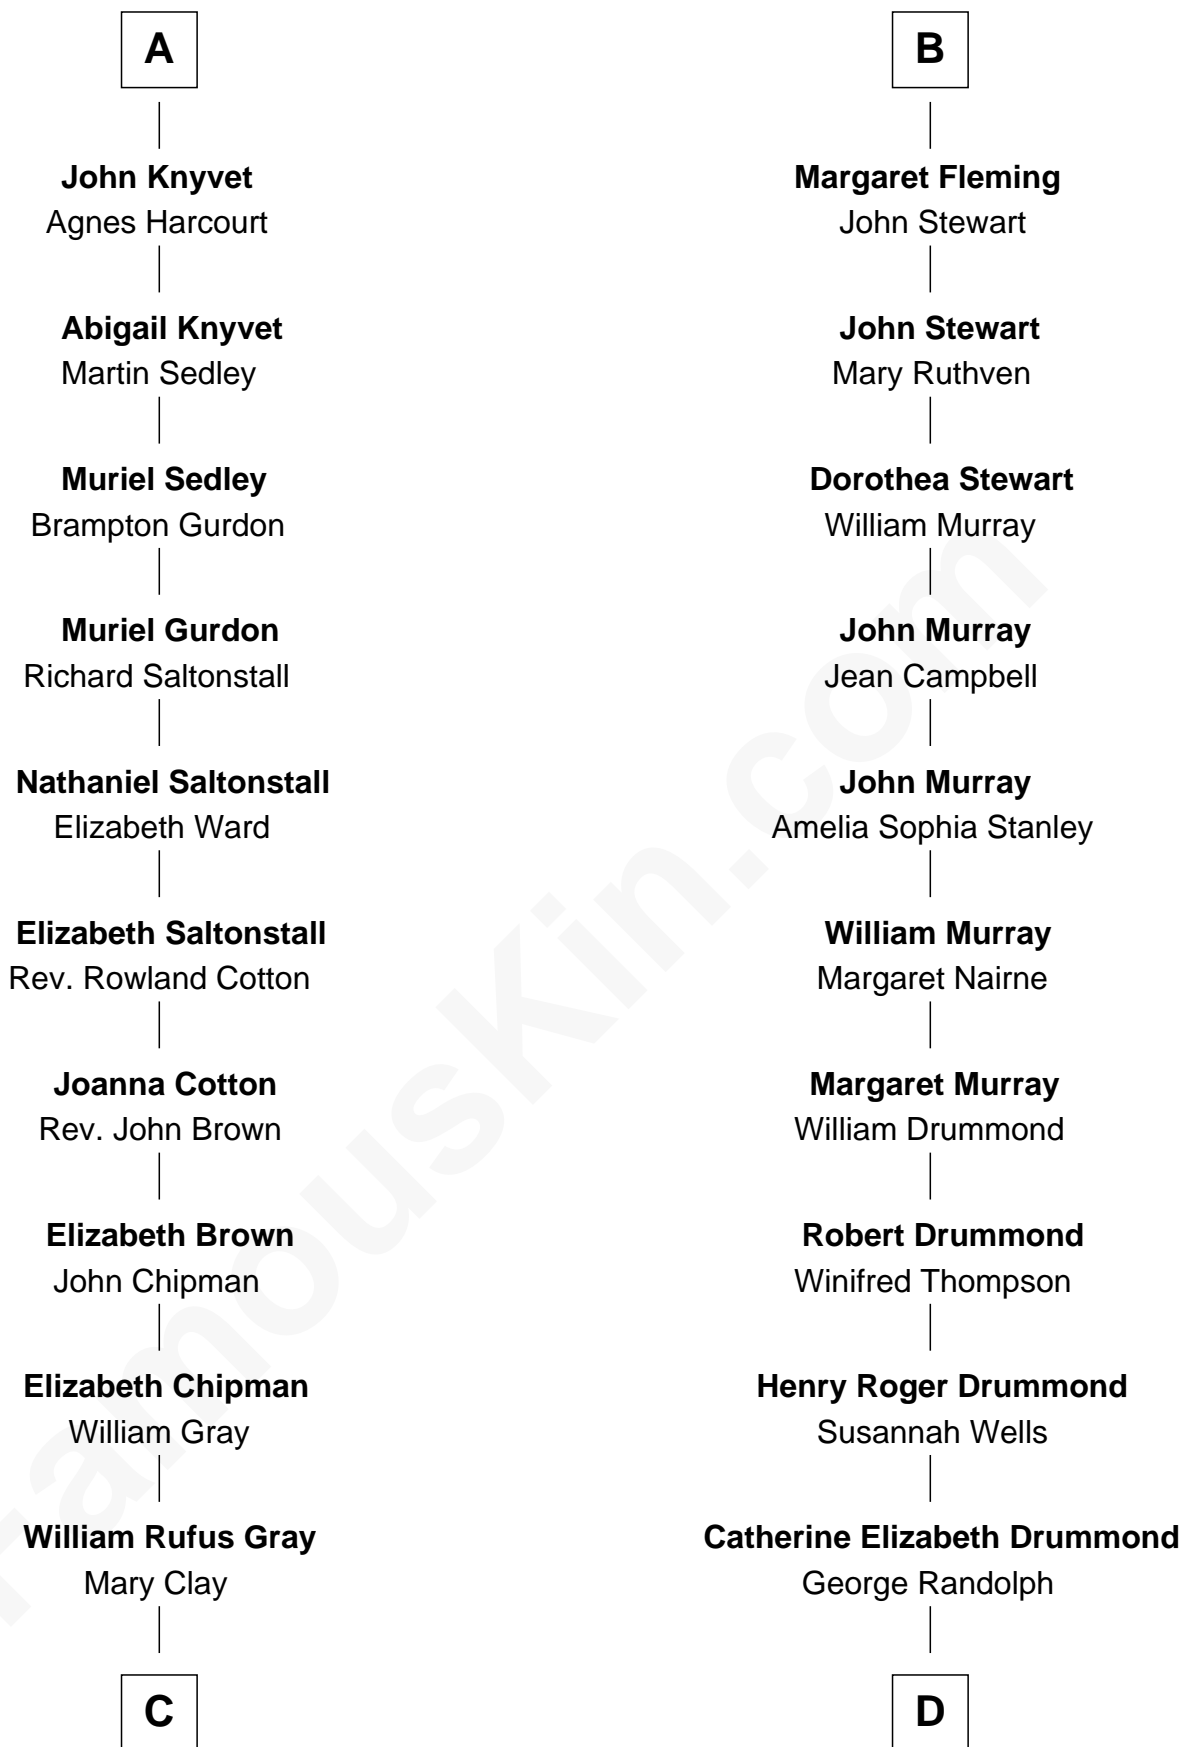 A
John Knyvet
Agnes Harcourt
Abigail Knyvet
Martin Sedley
Muriel Sedley
Brampton Gurdon
Muriel Gurdon
Richard Saltonstall
Nathaniel Saltonstall
Elizabeth Ward
Elizabeth Saltonstall
Rev. Rowland Cotton
Joanna Cotton
Rev. John Brown
Elizabeth Brown
John Chipman
Elizabeth Chipman
William Gray
William Rufus Gray
Mary Clay
C
B
Margaret Fleming
John Stewart
John Stewart
Mary Ruthven
Dorothea Stewart
William Murray
John Murray
Jean Campbell
John Murray
Amelia Sophia Stanley
William Murray
Margaret Nairne
Margaret Murray
William Drummond
Robert Drummond
Winifred Thompson
Henry Roger Drummond
Susannah Wells
Catherine Elizabeth Drummond
George Randolph
D
FamousKin.com